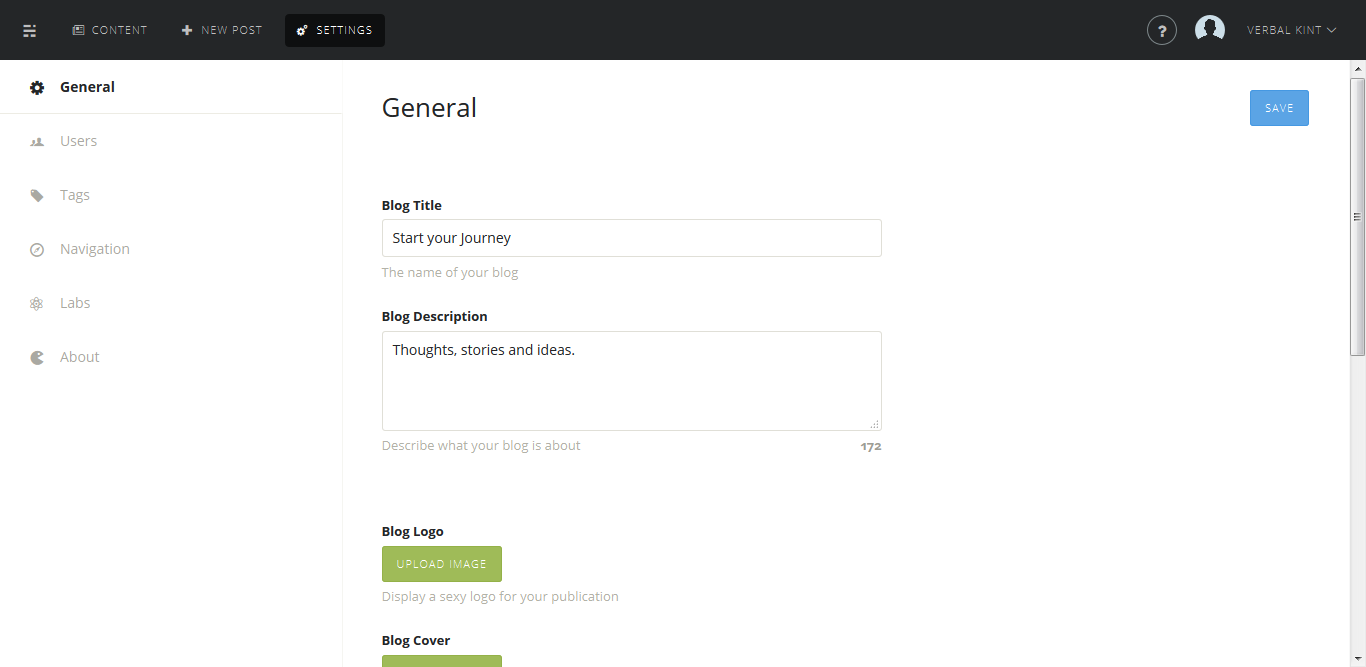 CONTENT
NEW POST
SETTINGS
?
VERBAL KINT
General
Users
Tags
Navigation
Labs
About
General
SAVE
Blog Title
Start your Journey
The name of your blog
Blog Description
Thoughts, stories and ideas.
Describe what your blog is about
172
Blog Logo
UPLOAD IMAGE
Display a sexy logo for your publication
Blog Cover